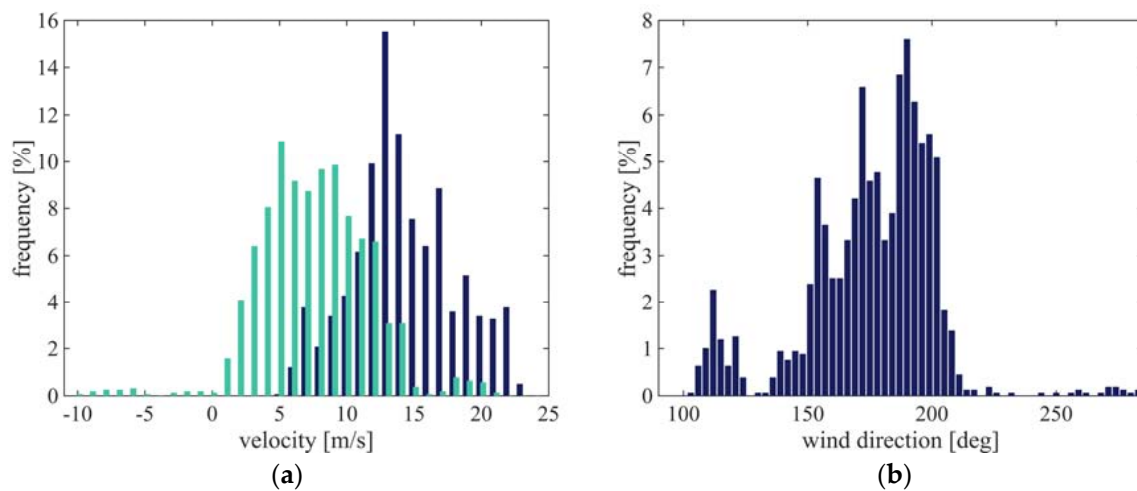 16
14
12
10
8
6
4
2
0
frequency [%]
-10 -5 0 5 10 15 20 25
velocity [m/s]
(a)
8
7
6
5
4
3
2
1
0
frequency [%]
100 150 200 250
wind direction [deg]
(b)